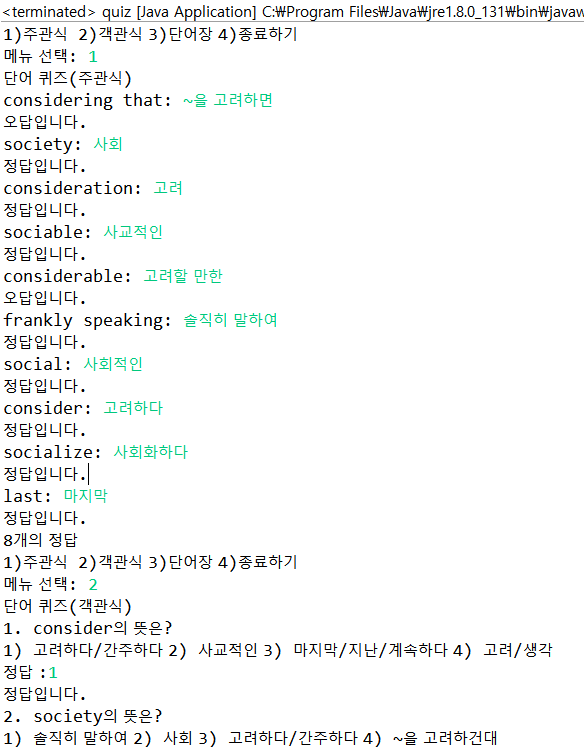 <terminated> quiz [Java Application] C:₩Program Files₩Java₩jre1.8.0_131₩bin₩javaw
1)주관식 2)객관식 3)단어장 4)종료하기
메뉴 선택: 1
단어 퀴즈(주관식)
considering that: ~을 고려하면
오답입니다.
society: 사회
정답입니다.
consideration: 고려
정답입니다.
sociable: 사교적인
정답입니다.
considerable: 고려할 만한
오답입니다.
frankly speaking: 솔직히 말하여
정답입니다.
social: 사회적인
정답입니다.
consider: 고려하다
정답입니다.
socialize: 사회화하다
정답입니다.
last: 마지막
정답입니다.
8개의 정답
1)주관식 2)객관식 3)단어장 4)종료하기
메뉴 선택: 2
단어 퀴즈(객관식)
1. consider의 뜻은?
1) 고려하다/간주하다 2) 사교적인 3) 마지막/지난/계속하다 4) 고려/생각
정답 :1
정답입니다.
2. society의 뜻은?
1) 솔직히 말하여 2) 사회 3) 고려하다/간주하다 4) ~을 고려하건대